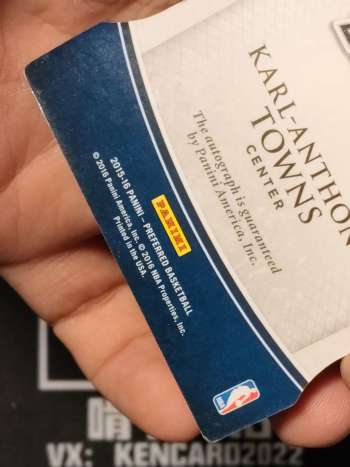 KARL-ANTHON
TOWNS
CENTER
The autograph is guaranteed
by Panini America, Inc.
PANINI
2015-16 PANINI – PREFERRED BASKETBALL
© 2016 Panini America, Inc. © 2016 NBA Properties, Inc.
Printed in the USA.
NBA
VX: KENCARD2022